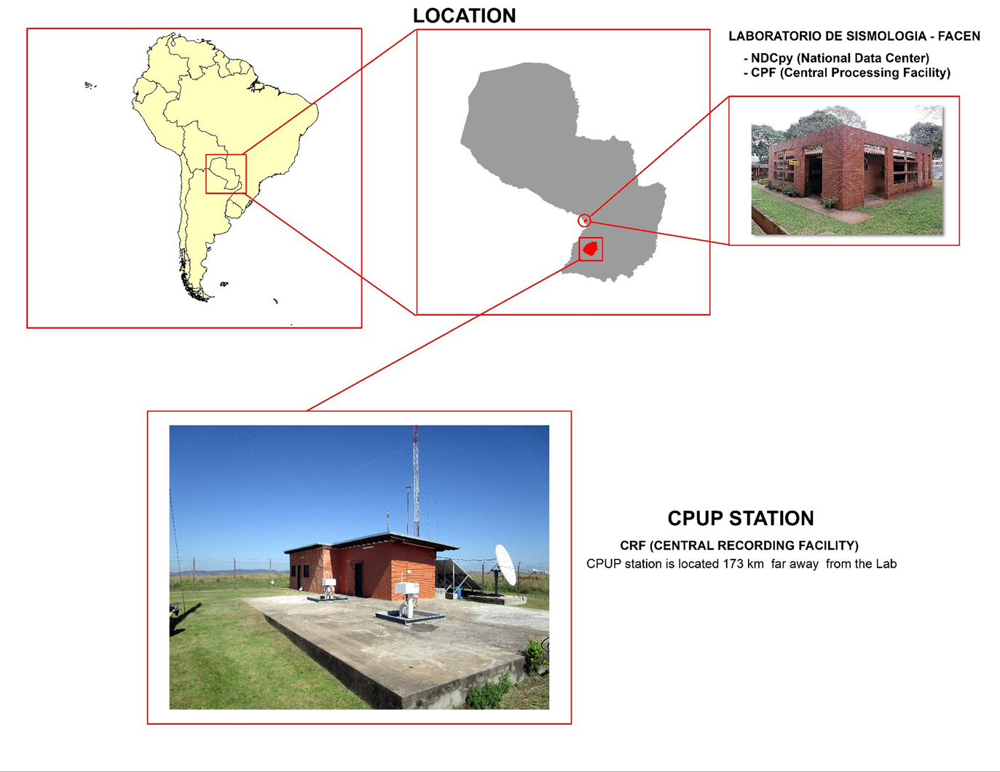 LOCATION
LABORATORIO DE SISMOLOGIA - FACEN
- NDCpy (National Data Center)
- CPF (Central Processing Facility)
CPUP STATION
CRF (CENTRAL RECORDING FACILITY)
CPUP station is located 173 km far away from the Lab